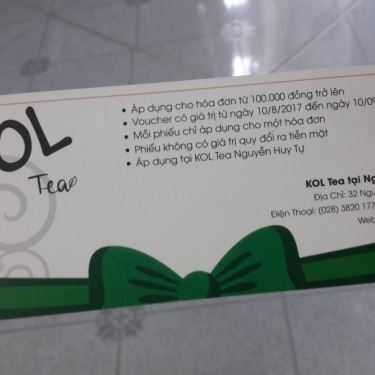 KOL
Tea
• Áp dụng cho hóa đơn từ 100.000 đồng trở lên
• Voucher có giá trị từ ngày 10/8/2017 đến ngày 10/09
• Mỗi phiếu chỉ áp dụng cho một hóa đơn
• Phiếu không có giá trị quy đổi ra tiền mặt
• Áp dụng tại KOL Tea Nguyễn Huy Tự
KOL Tea tại Ng
Địa Chỉ: 32 Ngu
Điện Thoại: (028) 3820 177
Web